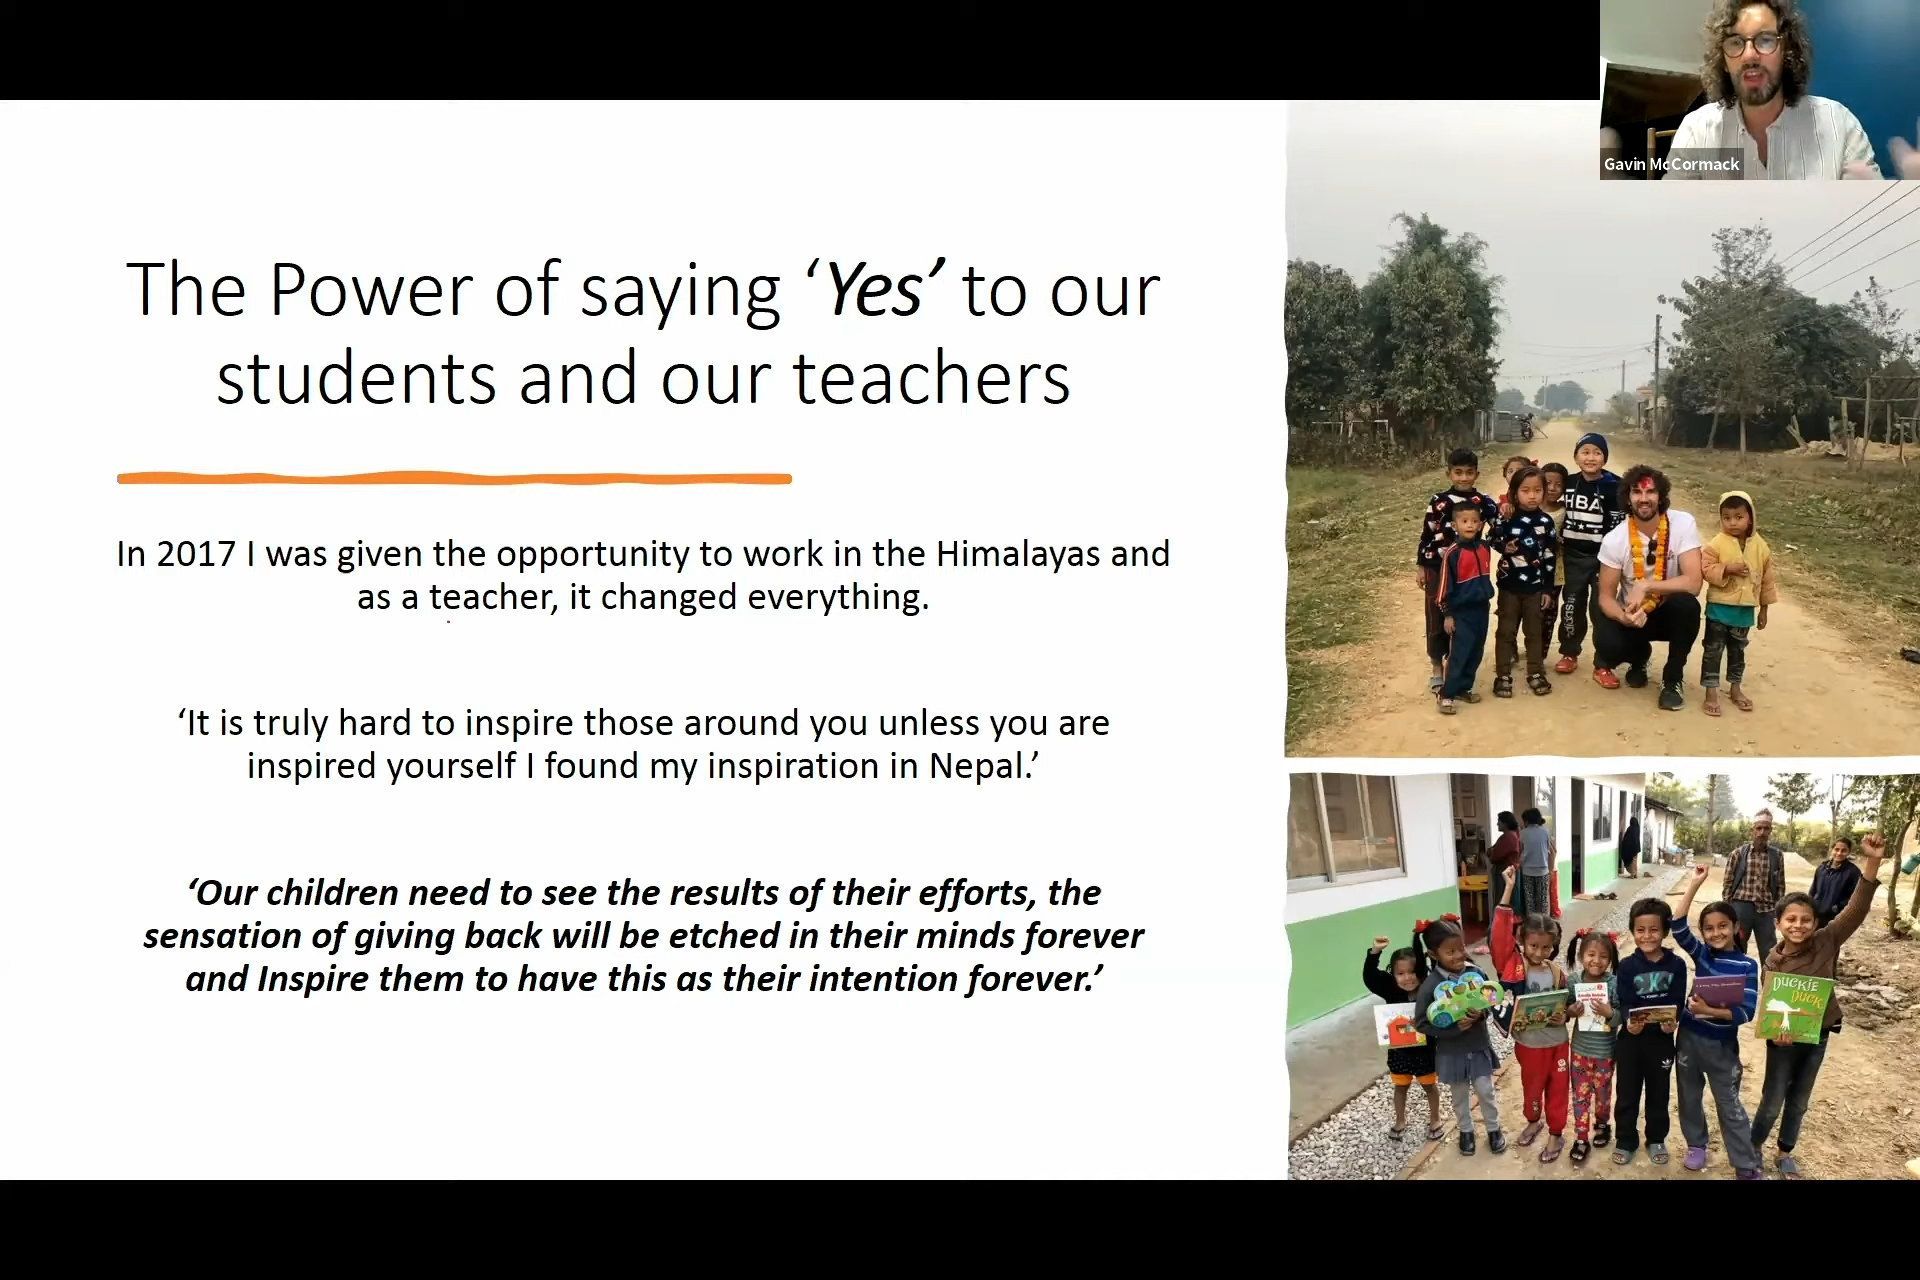 Gavin McCormack
The Power of saying ‘Yes’ to our
students and our teachers
In 2017 I was given the opportunity to work in the Himalayas and
as a teacher, it changed everything.
‘It is truly hard to inspire those around you unless you are
inspired yourself I found my inspiration in Nepal.’
‘Our children need to see the results of their efforts, the
sensation of giving back will be etched in their minds forever
and Inspire them to have this as their intention forever.’
HBA
DUCKIE
DUCK